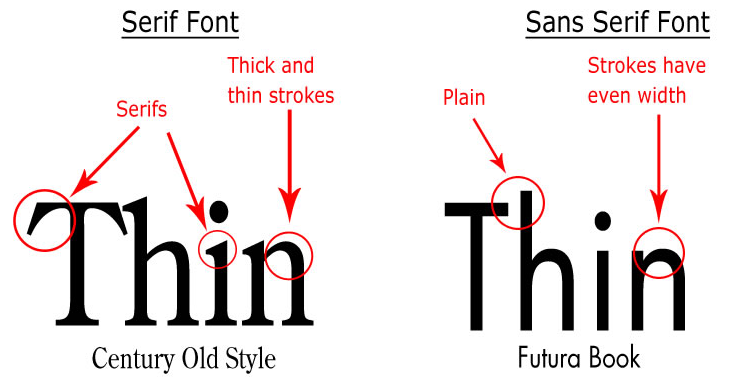 Serif Font
Sans Serif Font
Thick and
thin strokes
Serifs
Strokes have
even width
Plain
Thin
Thin
Century Old Style
Futura Book